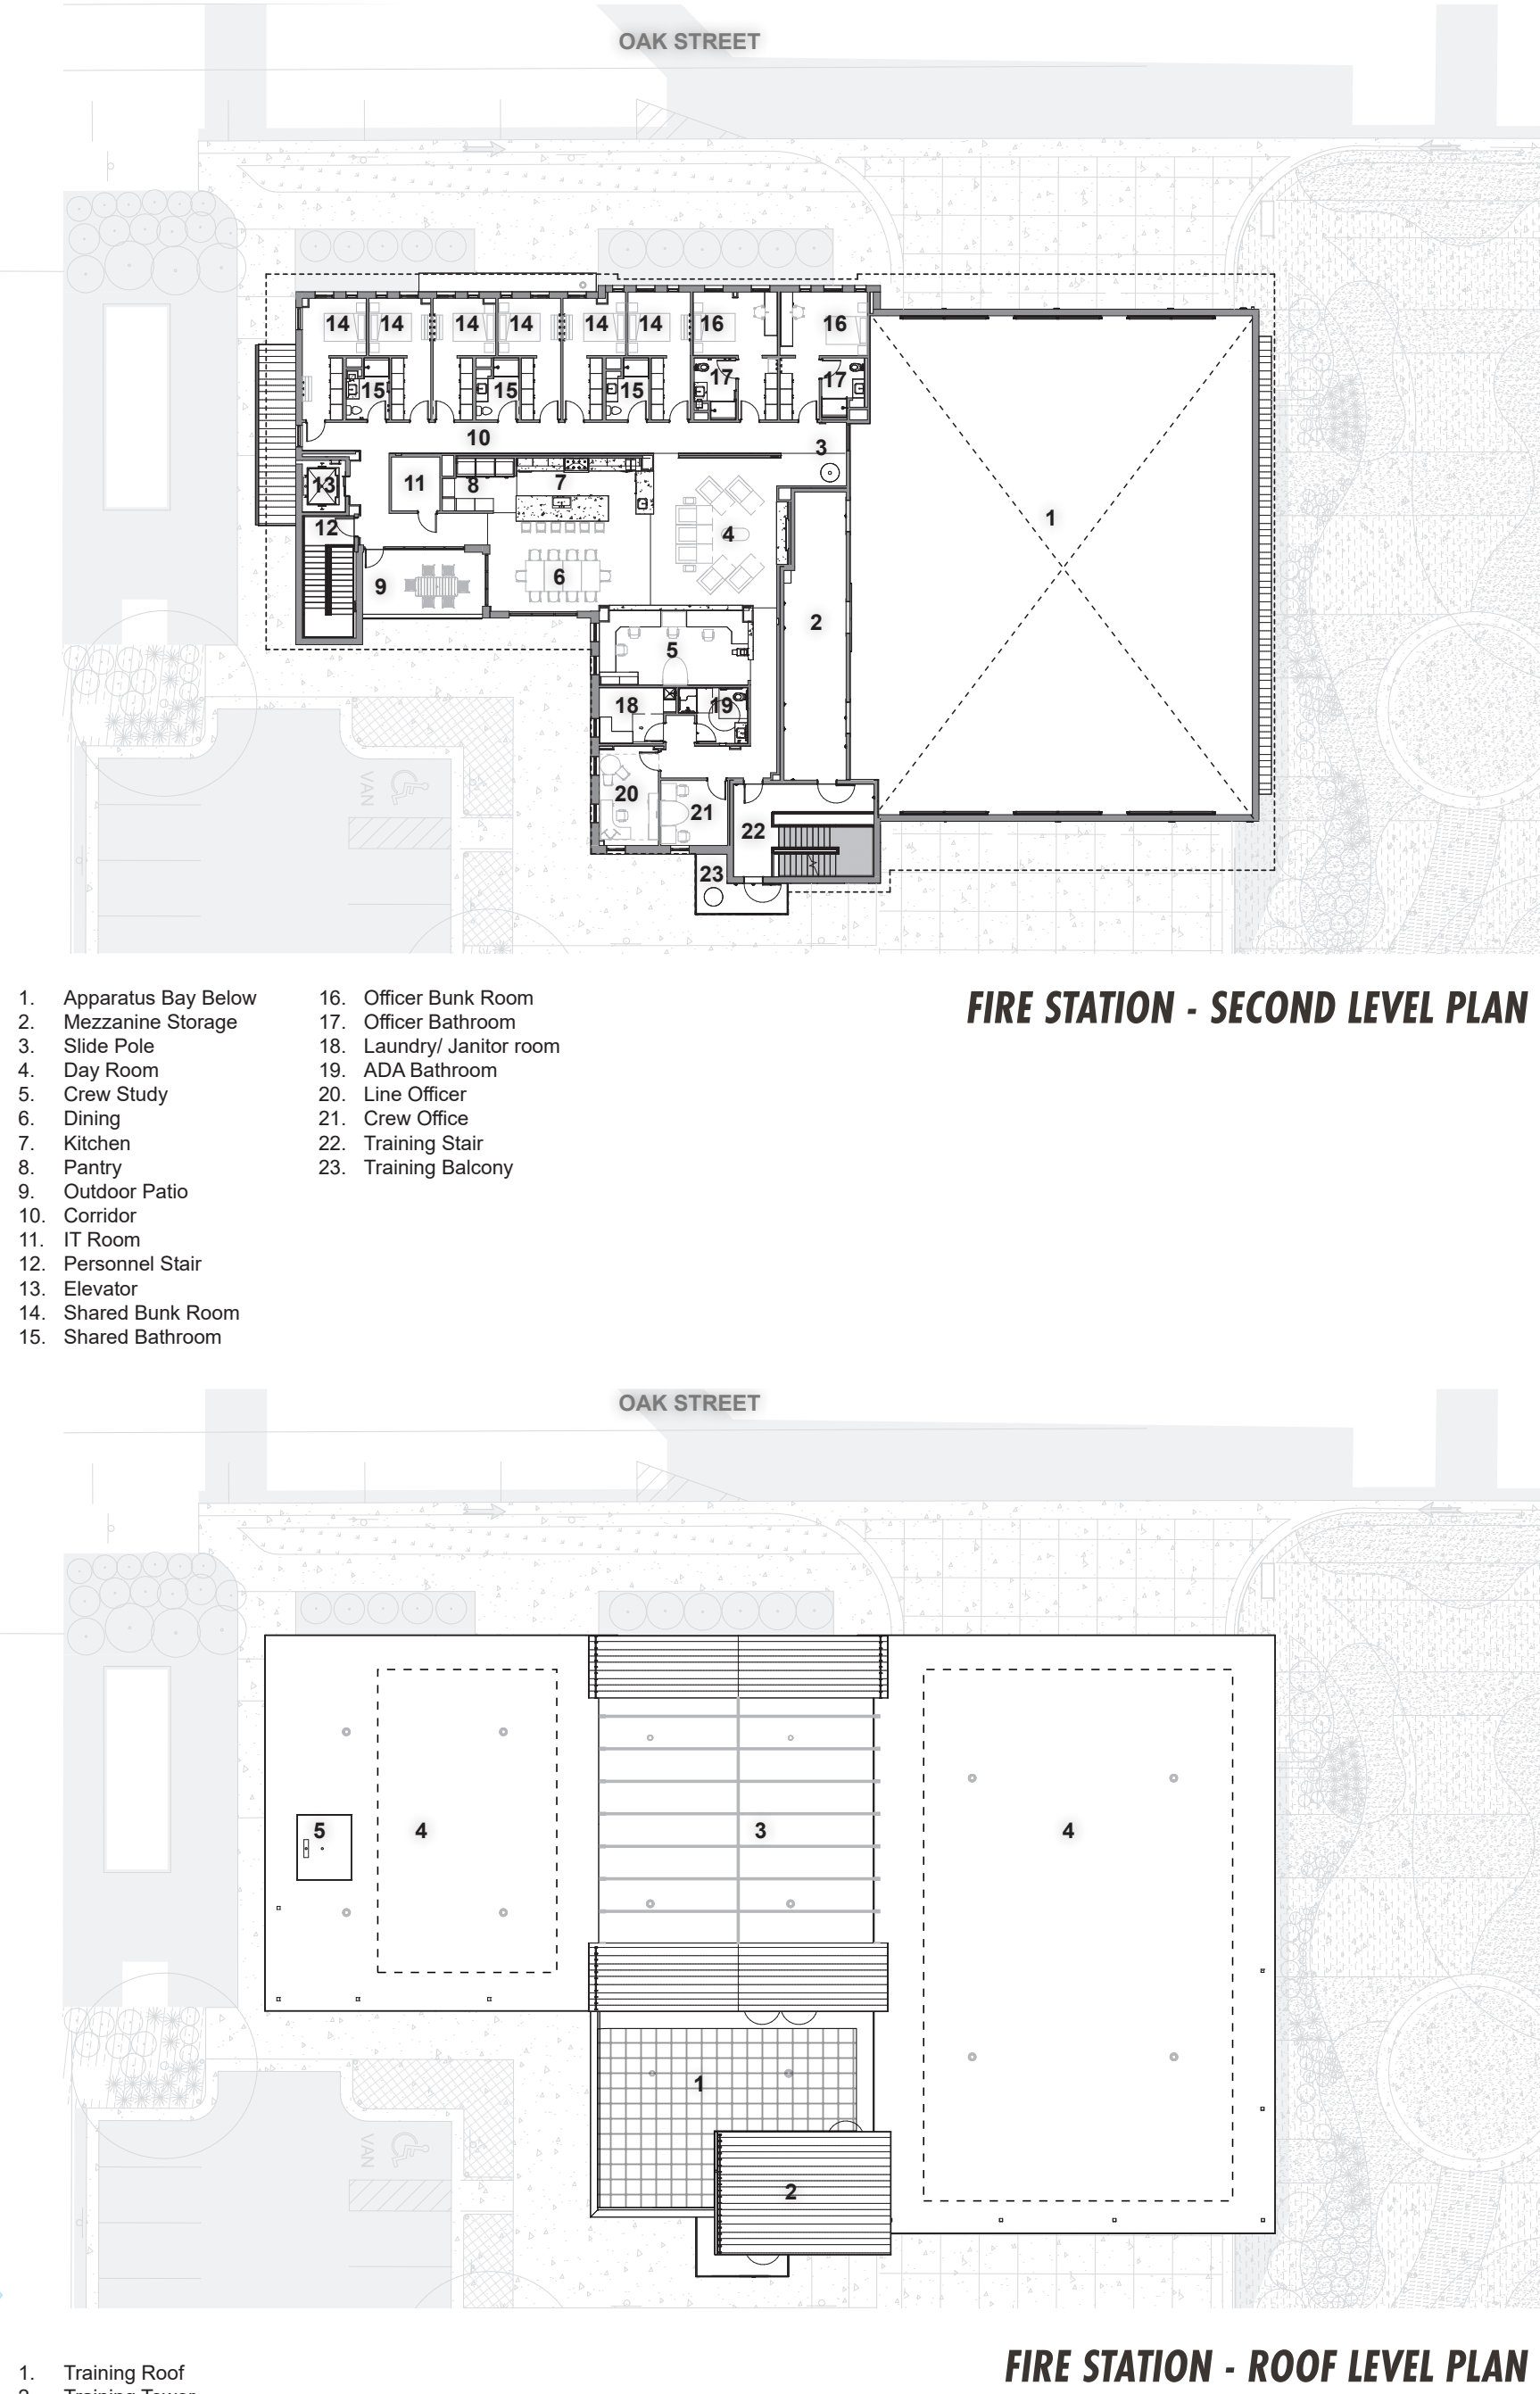 OAK STREET
14 14 14 14 14 14 16 16
15 15 15 17 17
10 3
13 11 8 7
12 4 1
9 6
2
5
18 19
20 21 22
23
VAN
1. Apparatus Bay Below
2. Mezzanine Storage
3. Slide Pole
4. Day Room
5. Crew Study
6. Dining
7. Kitchen
8. Pantry
9. Outdoor Patio
10. Corridor
11. IT Room
12. Personnel Stair
13. Elevator
14. Shared Bunk Room
15. Shared Bathroom
16. Officer Bunk Room
17. Officer Bathroom
18. Laundry/ Janitor room
19. ADA Bathroom
20. Line Officer
21. Crew Office
22. Training Stair
23. Training Balcony
FIRE STATION - SECOND LEVEL PLAN
OAK STREET
5 4 3 4
1
2
VAN
FIRE STATION - ROOF LEVEL PLAN
1. Training Roof
2. Training Tower